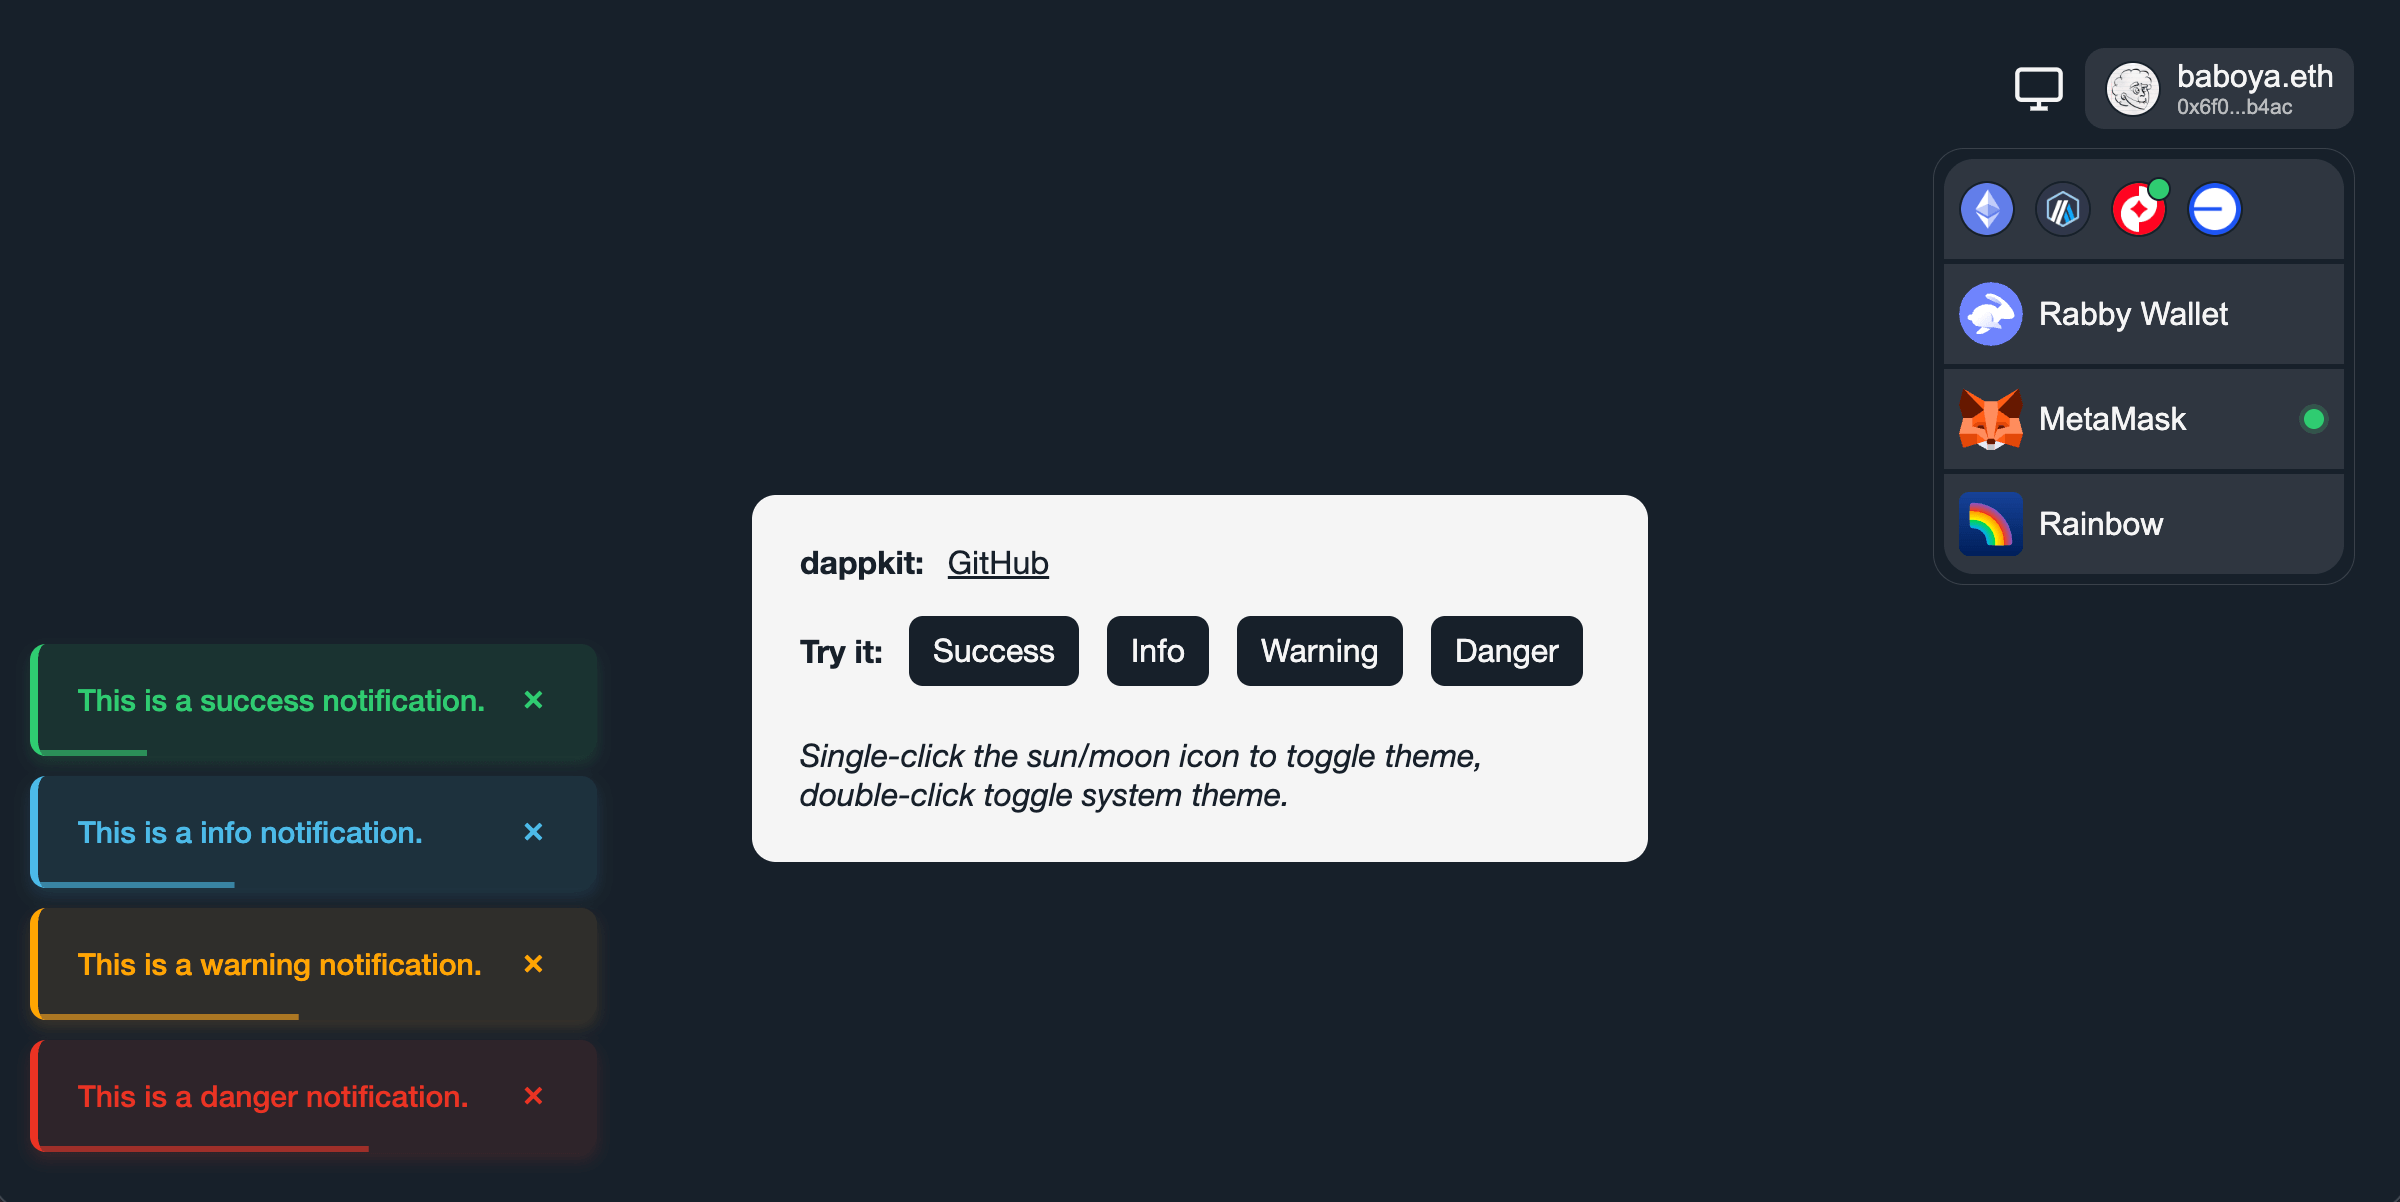 baboya.eth
0x6f0...b4ac
Rabby Wallet
MetaMask
Rainbow
dappkit: GitHub
Try it: Success Info Warning Danger
Single-click the sun/moon icon to toggle theme,
double-click toggle system theme.
This is a success notification. ×
This is a info notification. ×
This is a warning notification. ×
This is a danger notification. ×